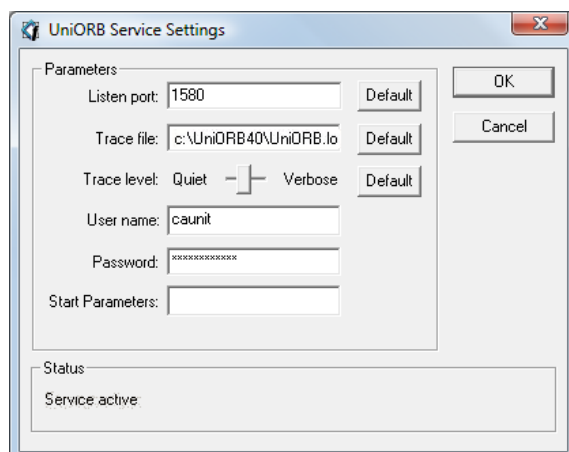 UniORB Service Settings
Parameters
Listen port: 1580 Default
Trace file: c:\UniORB40\UniORB.lo Default
Trace level: Quiet Verbose Default
User name: caunit
Password: ************
Start Parameters:
OK
Cancel
Status
Service active